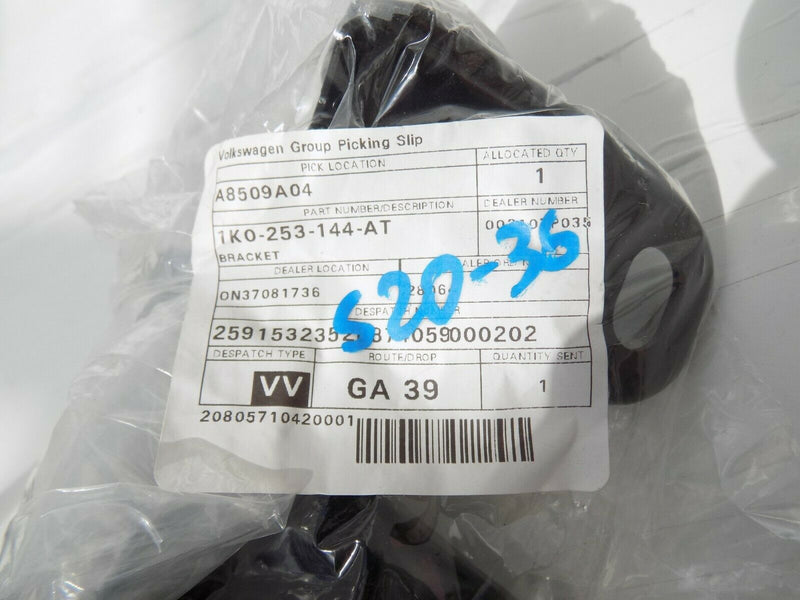 Volkswagen Group Picking Slip
PICK LOCATION
ALLOCATED QTY
A8509A04
1
PART NUMBER/DESCRIPTION
DEALER NUMBER
1K0-253-144-AT
BRACKET
DEALER LOCATION
0N37081736
S20-36
DESPATCH TYPE
ROUTE/DROP
QUANTITY SENT
VV
GA 39
1
20805710420001